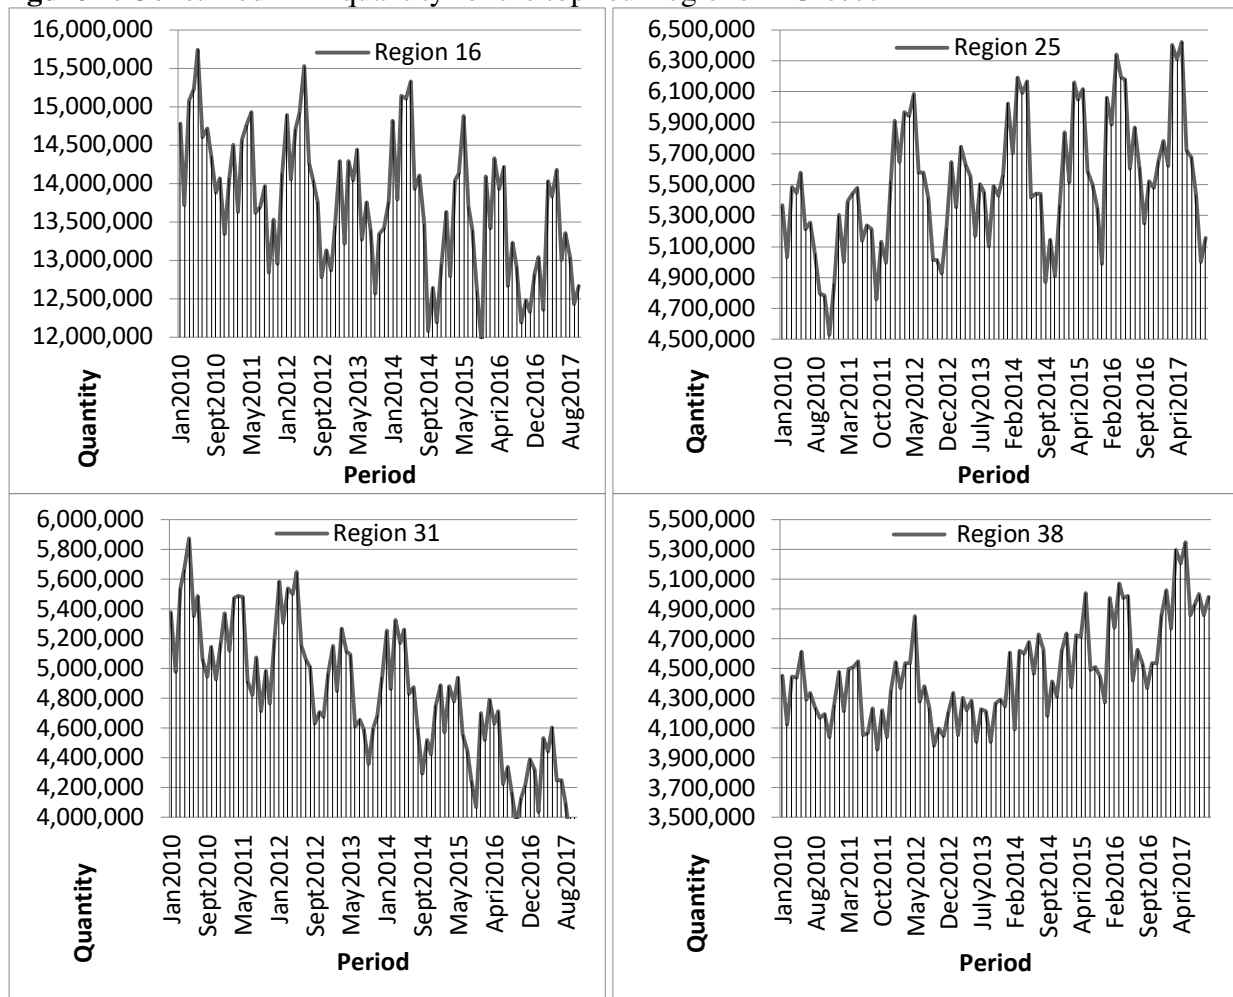 quantity for the top four regions in
16,000,000
15,500,000
15,000,000
14,500,000
14,000,000
13,500,000
13,000,000
12,500,000
12,000,000
Region 16
Jan2010
Sept2010
May2011
Jan2012
Sept2012
May2013
Jan2014
Sept2014
May2015
April2016
Dec2016
Aug2017
Quantity
Period
6,500,000
6,300,000
6,100,000
5,900,000
5,700,000
5,500,000
5,300,000
5,100,000
4,900,000
4,700,000
4,500,000
Region 25
Jan2010
Aug2010
Mar2011
Oct2011
May2012
Dec2012
July2013
Feb2014
Sept2014
April2015
Feb2016
Sept2016
April2017
Qantity
Period
6,000,000
5,800,000
5,600,000
5,400,000
5,200,000
5,000,000
4,800,000
4,600,000
4,400,000
4,200,000
4,000,000
Region 31
Jan2010
Sept2010
May2011
Jan2012
Sept2012
May2013
Jan2014
Sept2014
May2015
April2016
Dec2016
Aug2017
Quantity
Period
5,500,000
5,300,000
5,100,000
4,900,000
4,700,000
4,500,000
4,300,000
4,100,000
3,900,000
3,700,000
3,500,000
Region 38
Jan2010
Aug2010
Mar2011
Oct2011
May2012
Dec2012
July2013
Feb2014
Sept2014
April2015
Feb2016
Sept2016
April2017
Quantity
Period